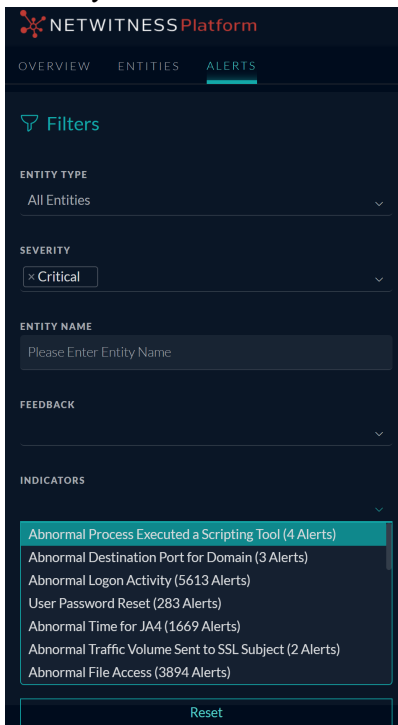 NETWITNESS Platform
OVERVIEW ENTITIES ALERTS
Filters
ENTITY TYPE
All Entities
SEVERITY
× Critical
ENTITY NAME
Please Enter Entity Name
FEEDBACK
INDICATORS
Abnormal Process Executed a Scripting Tool (4 Alerts)
Abnormal Destination Port for Domain (3 Alerts)
Abnormal Logon Activity (5613 Alerts)
User Password Reset (283 Alerts)
Abnormal Time for JA4 (1669 Alerts)
Abnormal Traffic Volume Sent to SSL Subject (2 Alerts)
Abnormal File Access (3894 Alerts)
Reset